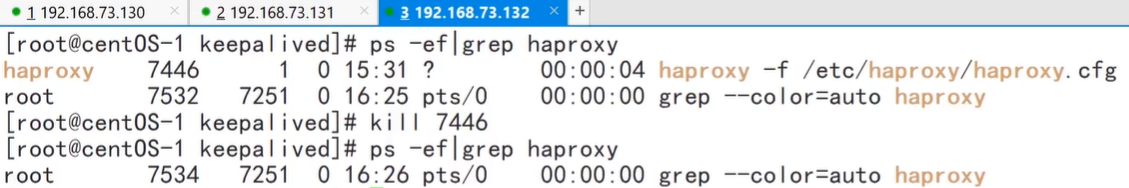 1 192.168.73.130 × 2 192.168.73.131 × 3 192.168.73.132 × +
[root@centOS-1 keepalived]# ps -ef|grep haproxy
haproxy 7446 1 0 15:31 ? 00:00:04 haproxy -f /etc/haproxy/haproxy.cfg
root 7532 7251 0 16:25 pts/0 00:00:00 grep --color=auto haproxy
[root@centOS-1 keepalived]# kill 7446
[root@centOS-1 keepalived]# ps -ef|grep haproxy
root 7534 7251 0 16:26 pts/0 00:00:00 grep --color=auto haproxy